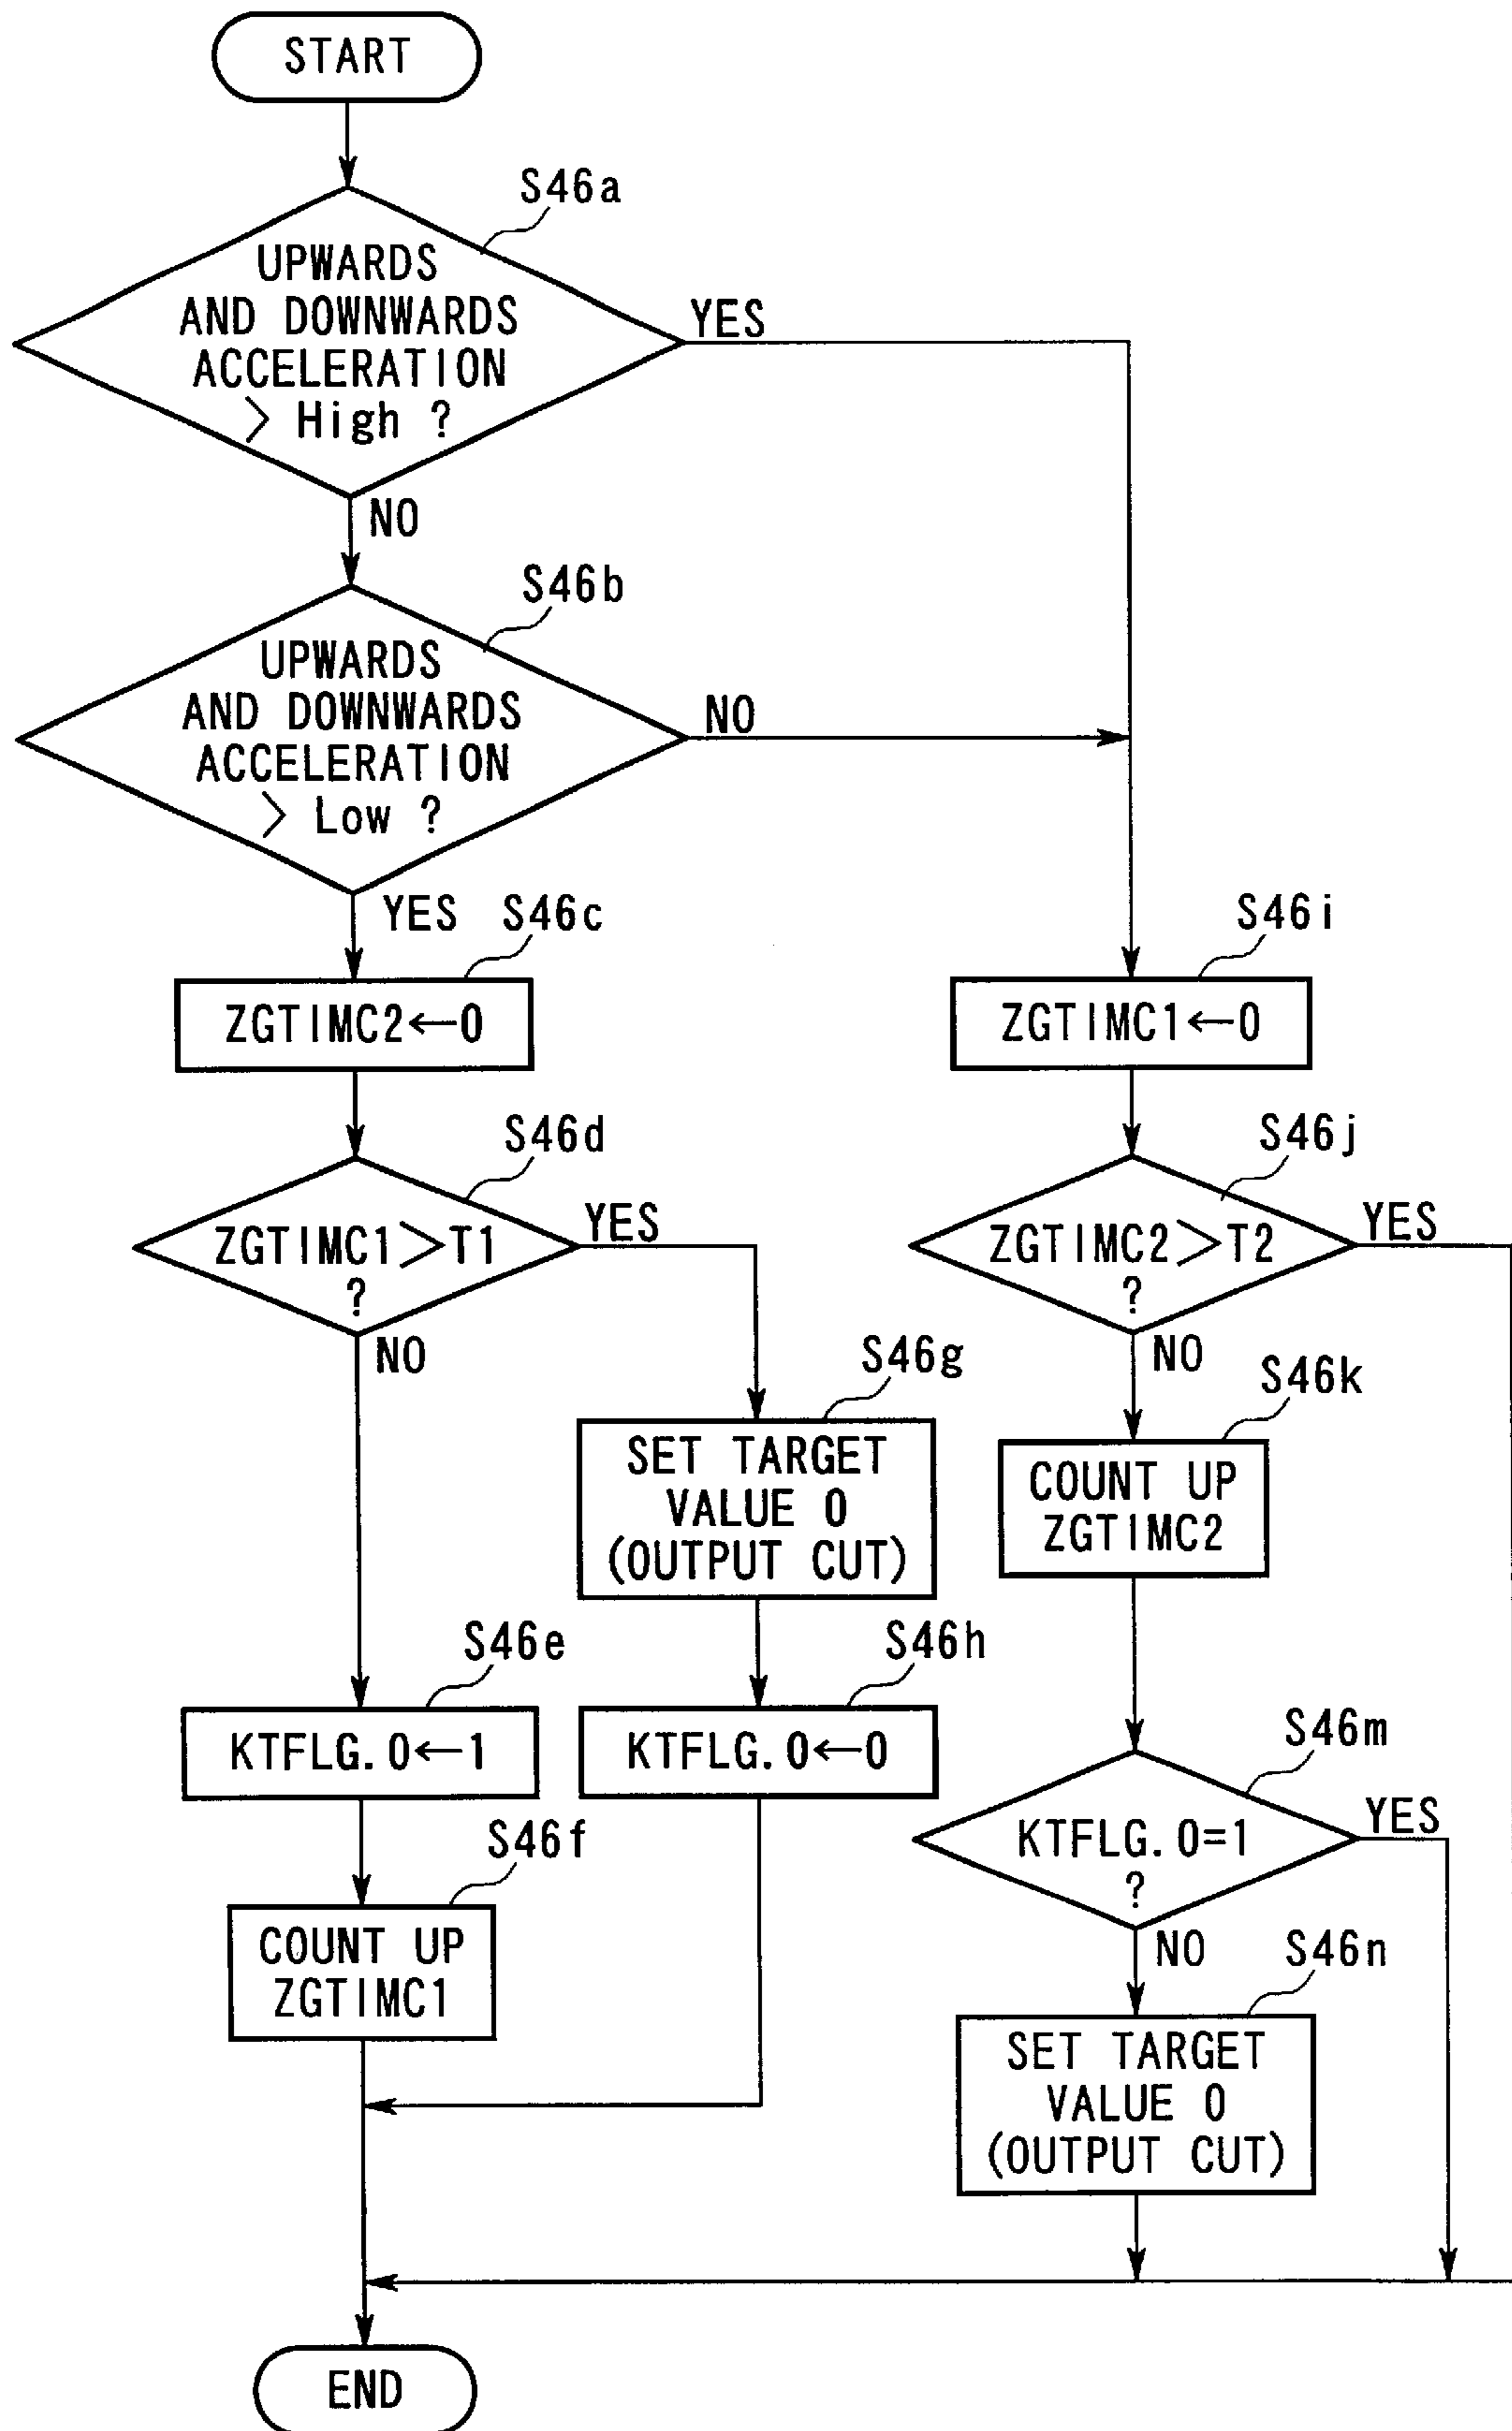 START
S46a
UPWARDS
AND DOWNWARDS
ACCELERATION
> High ?
YES
NO
S46b
UPWARDS
AND DOWNWARDS
ACCELERATION
> Low ?
NO
YES
S46c
ZGTIMC2←0
S46i
ZGTIMC1←0
S46d
ZGTIMC1>T1
?
YES
NO
S46j
ZGTIMC2>T2
?
YES
NO
S46g
SET TARGET
VALUE 0
(OUTPUT CUT)
S46k
COUNT UP
ZGTIMC2
S46e
KTFLG.0←1
S46h
KTFLG.0←0
S46m
KTFLG.0=1
?
YES
NO
S46f
COUNT UP
ZGTIMC1
S46n
SET TARGET
VALUE 0
(OUTPUT CUT)
END